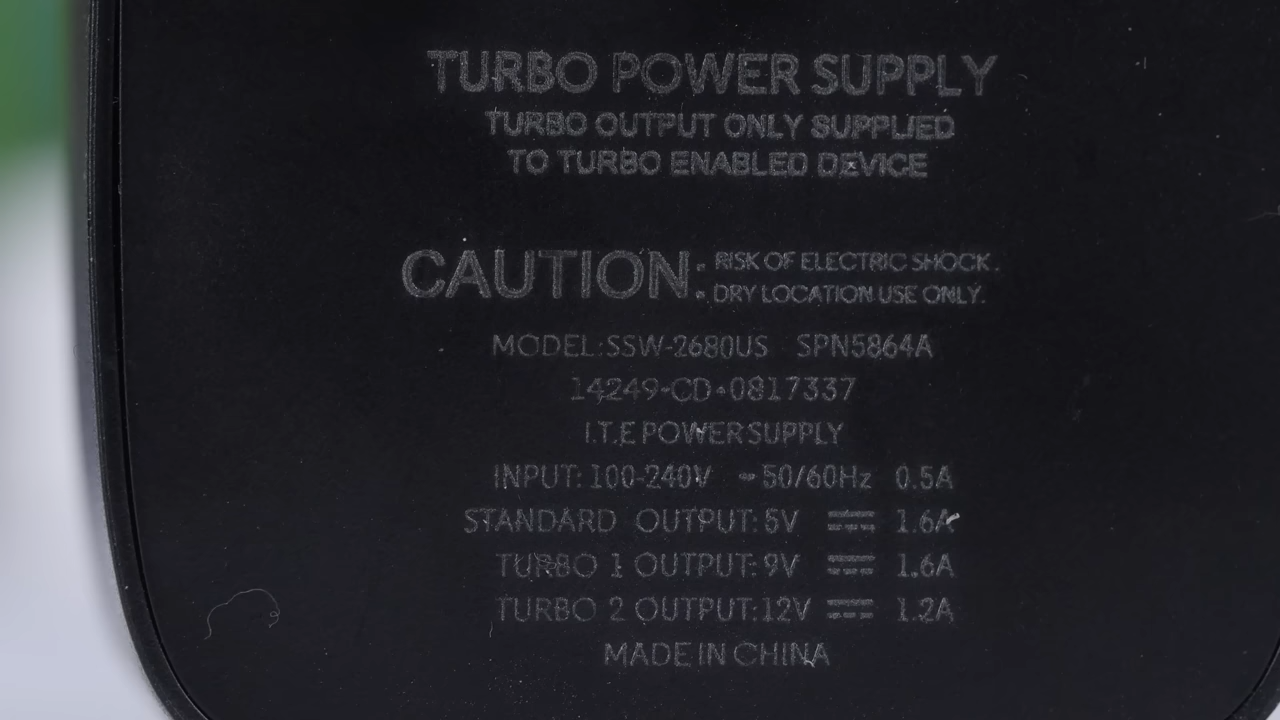 TURBO POWER SUPPLY
TURBO OUTPUT ONLY SUPPLIED
TO TURBO ENABLED DEVICE
CAUTION: RISK OF ELECTRIC SHOCK.
DRY LOCATION USE ONLY.
MODEL:SSW-2680US SPN5864A
14249-CD•0817337
I.T.E POWER SUPPLY
INPUT: 100-240V ~50/60Hz 0.5A
STANDARD OUTPUT:5V ⎓ 1.6A
TURBO 1 OUTPUT:9V ⎓ 1.6A
TURBO 2 OUTPUT:12V ⎓ 1.2A
MADE IN CHINA